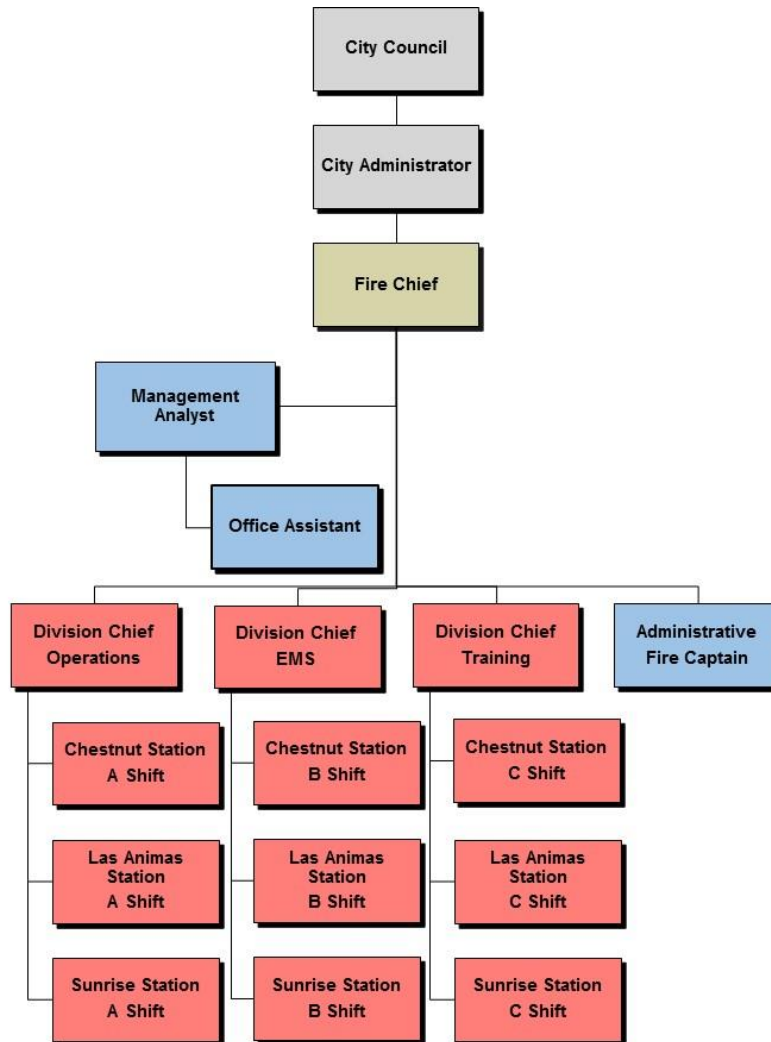 City Council
City Administrator
Fire Chief
Management
Analyst
Office Assistant
Division Chief
Operations
Division Chief
EMS
Division Chief
Training
Administrative
Fire Captain
Chestnut Station
A Shift
Chestnut Station
B Shift
Chestnut Station
C Shift
Las Animas
Station
A Shift
Las Animas
Station
B Shift
Las Animas
Station
C Shift
Sunrise Station
A Shift
Sunrise Station
B Shift
Sunrise Station
C Shift